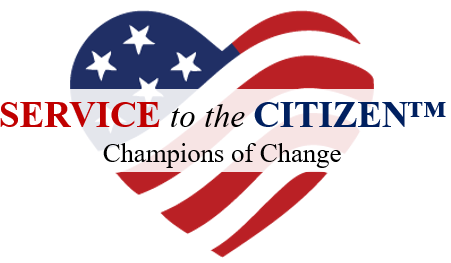 SERVICE to the CITIZEN™
Champions of Change